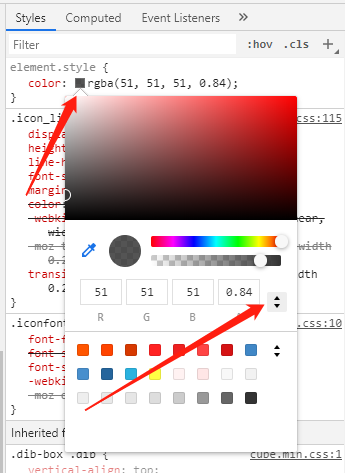 Styles Computed Event Listeners »
Filter :hov .cls +
element.style {
color: rgba(51, 51, 51, 0.84);
}
.icon_li css:115
disp
heigh
line-h
font-s
margin
color:
-webki ear,
wi
-moz t width
0.2
transi width
0.2
}
51 51 51 0.84
R G B
.iconfon s:10
font-f
font-s
font-s
-webki
-moz-o
}
Inherited f
.dib-box .dib { cube.min.css:1
vertical-align: top;